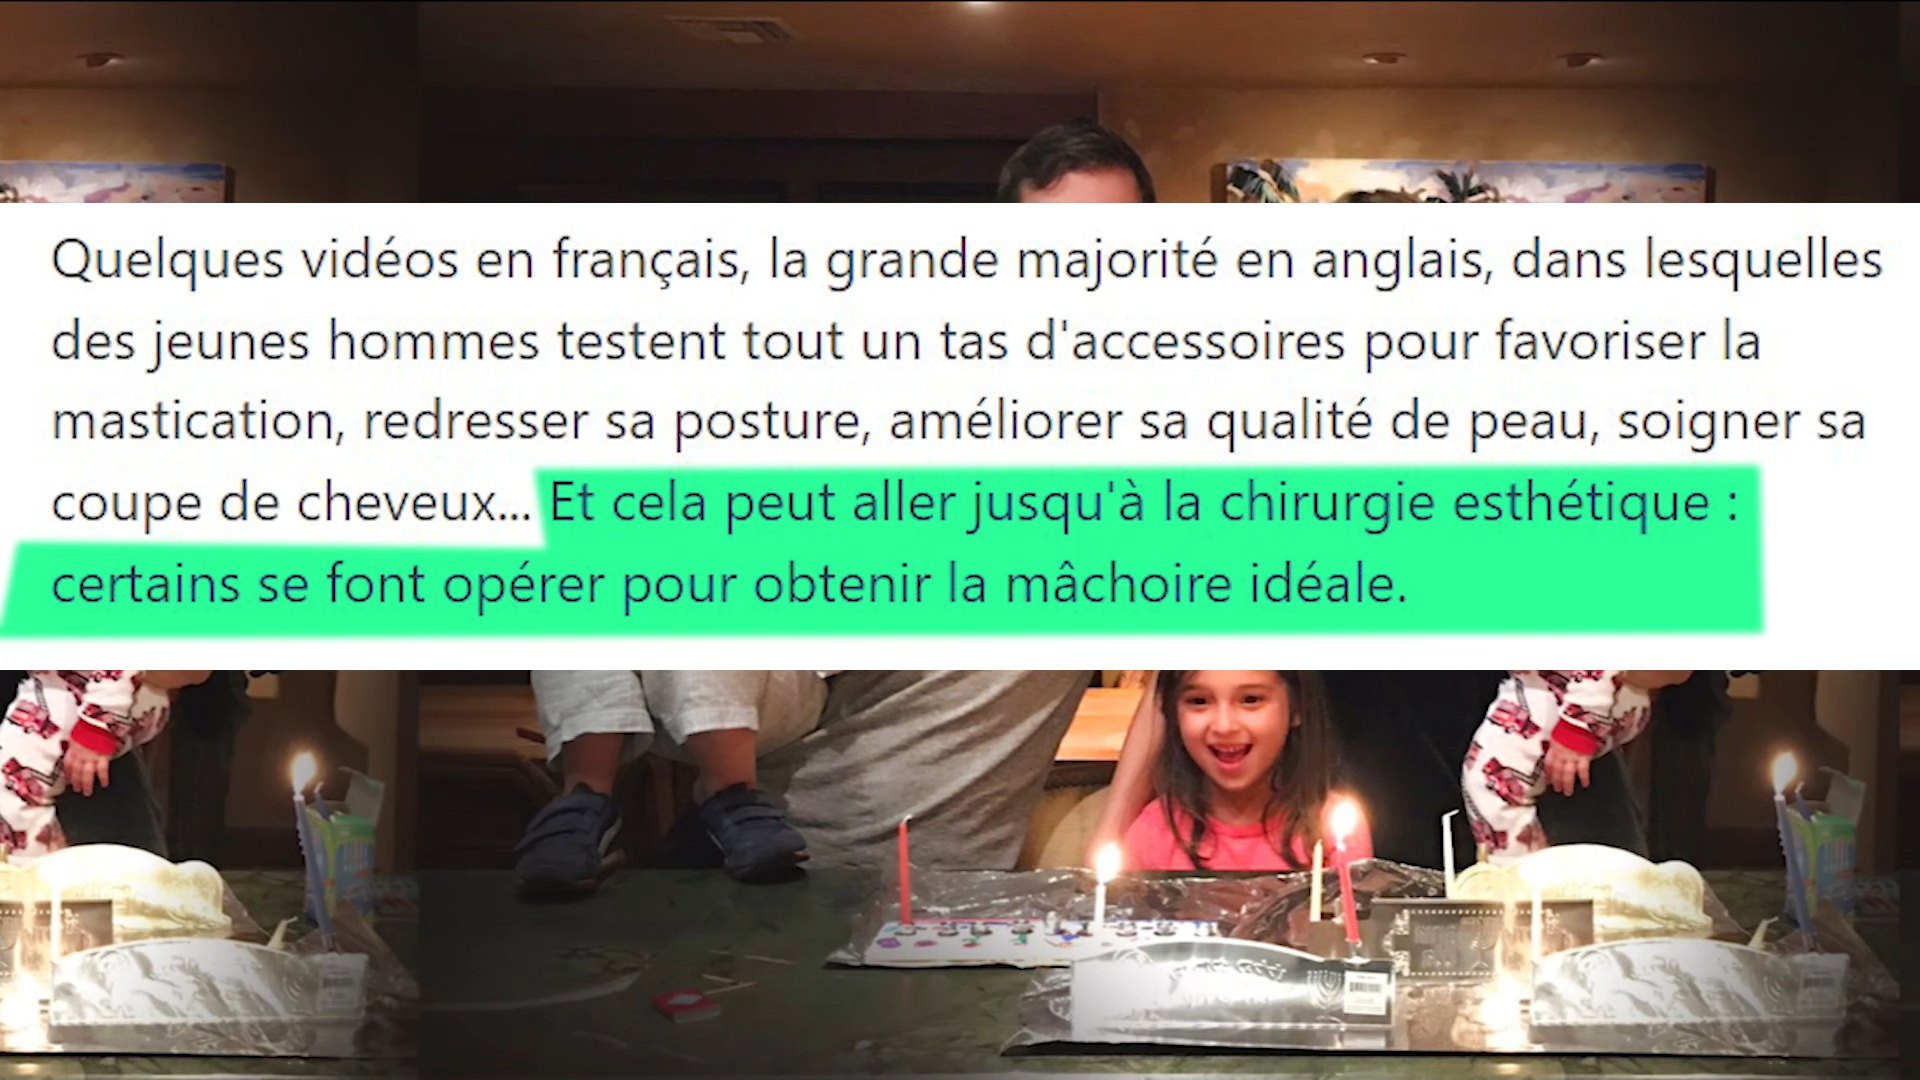 Quelques vidéos en français, la grande majorité en anglais, dans lesquelles
des jeunes hommes testent tout un tas d'accessoires pour favoriser la
mastication, redresser sa posture, améliorer sa qualité de peau, soigner sa
coupe de cheveux... Et cela peut aller jusqu'à la chirurgie esthétique :
certains se font opérer pour obtenir la mâchoire idéale.